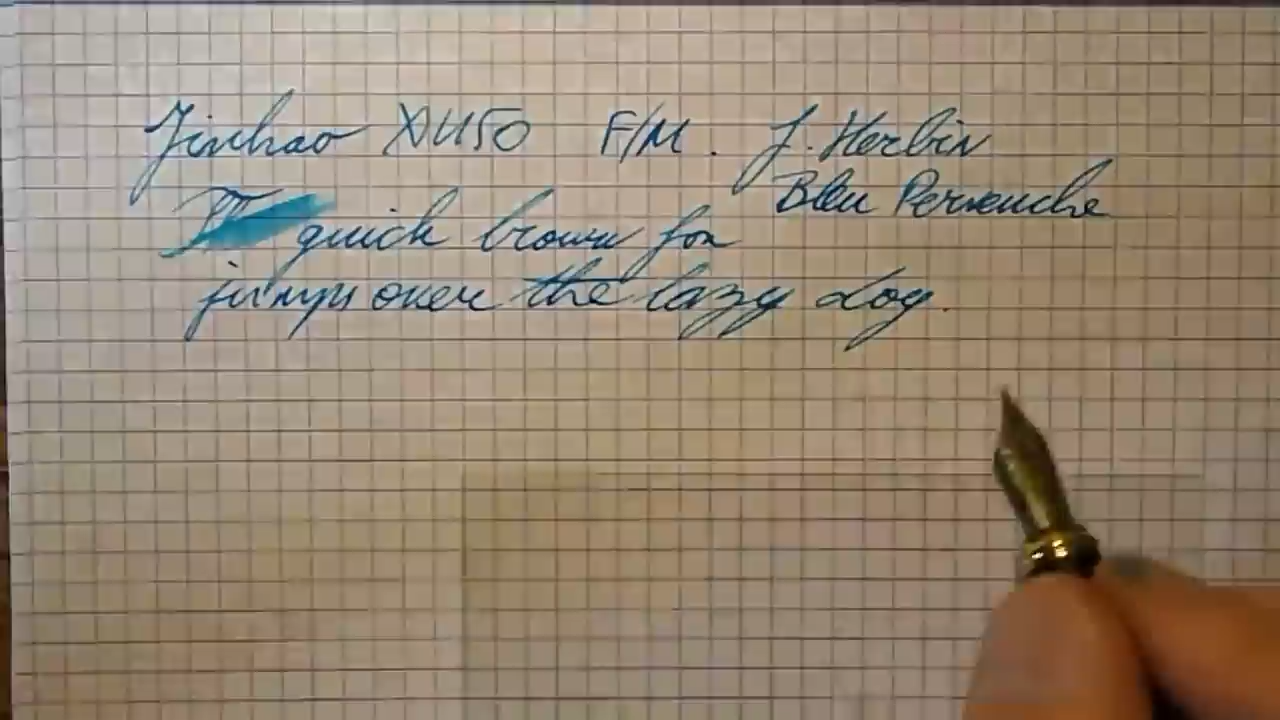 Jinhao X450 F/M. J. Herbin
Bleu Pervenche
quick brown fox
jumps over the lazy dog.